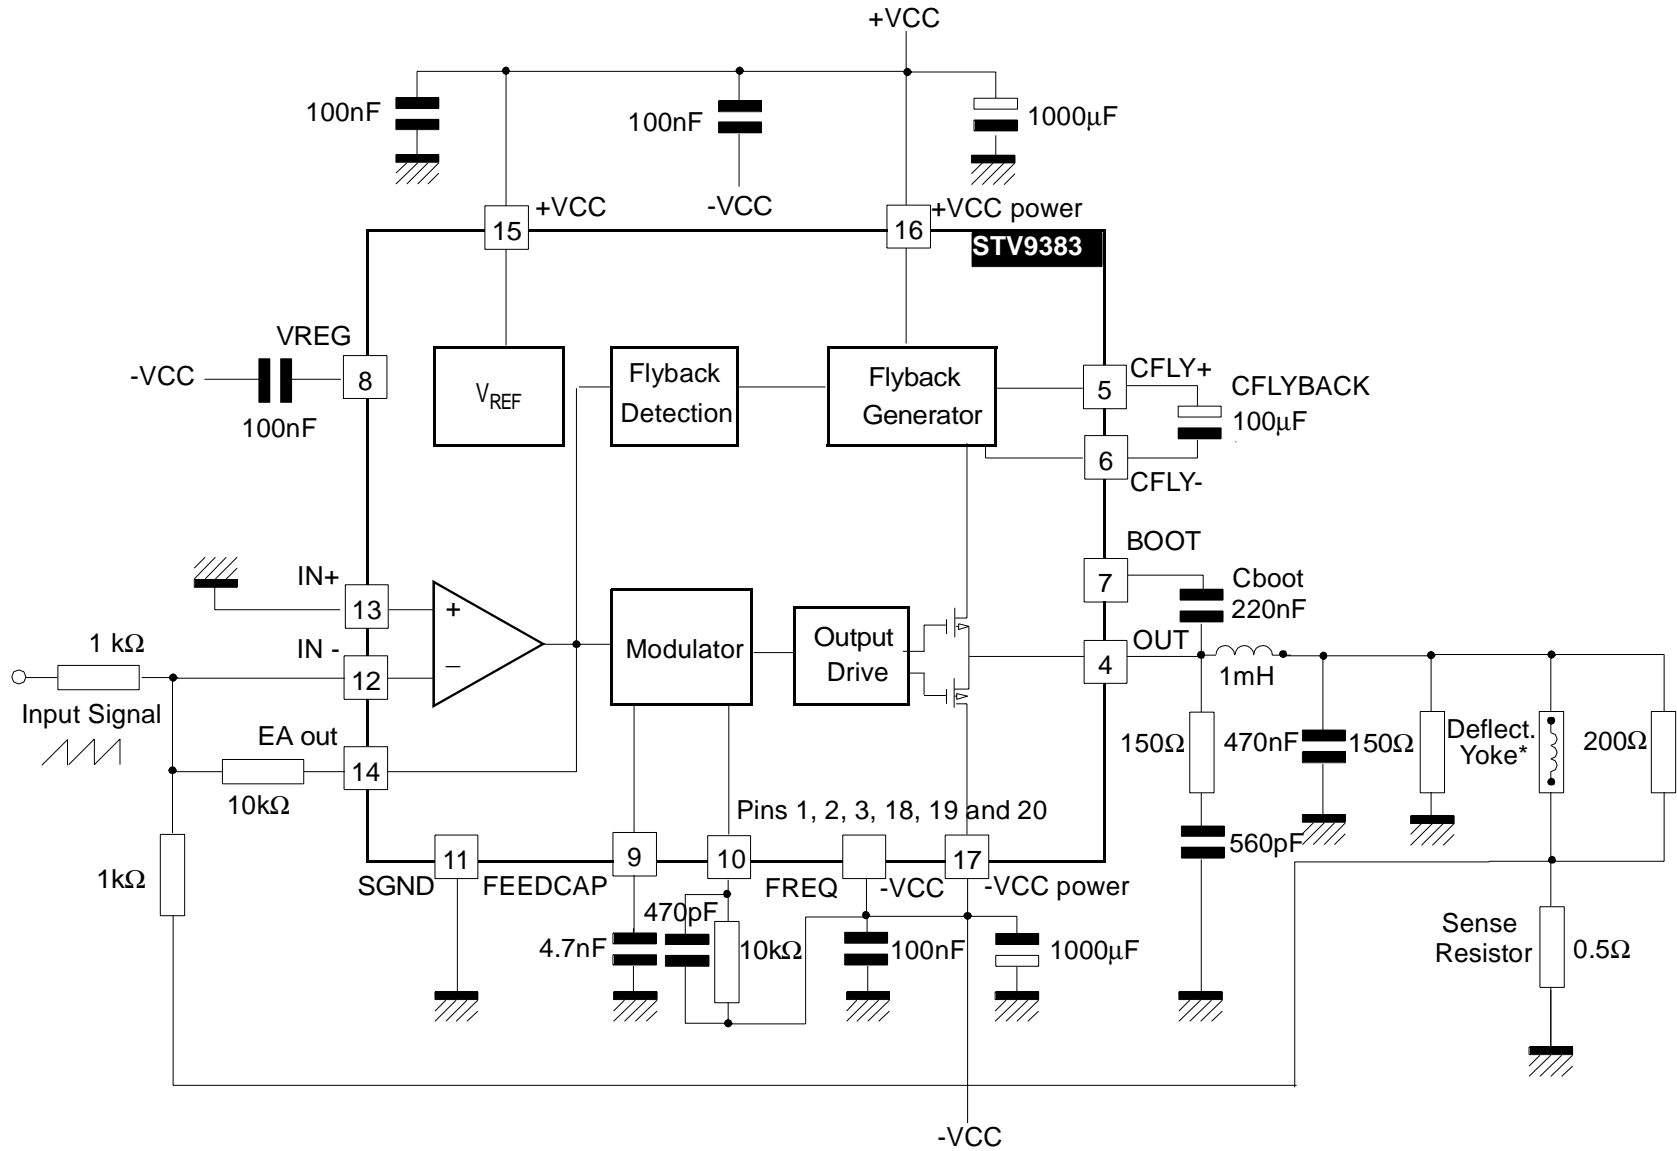 +VCC
100nF
100nF
1000µF
+VCC
-VCC
+VCC power
15
16
STV9383
VREG
-VCC
8
100nF
VREF
Flyback
Detection
Flyback
Generator
5
CFLY+
CFLYBACK
100µF
6
CFLY-
BOOT
7
Cboot
220nF
IN+
13
+
1 kΩ
IN -
12
–
Input Signal
Modulator
Output
Drive
OUT
4
1mH
EA out
14
10kΩ
150Ω
470nF
150Ω
Deflect.
Yoke*
200Ω
Pins 1, 2, 3, 18, 19 and 20
560pF
1kΩ
11
9
10
17
SGND
FEEDCAP
FREQ
-VCC
-VCC power
470pF
4.7nF
10kΩ
100nF
1000µF
Sense
Resistor
0.5Ω
-VCC